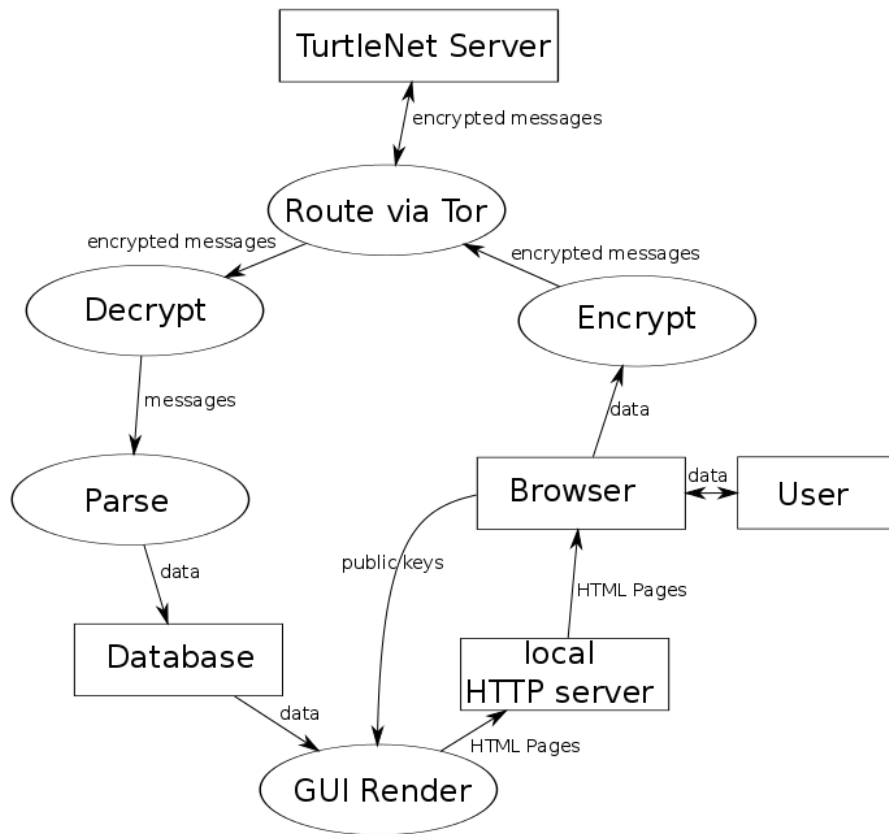 TurtleNet Server
encrypted messages
Route via Tor
encrypted messages
encrypted messages
Decrypt
Encrypt
messages
data
Parse
Browser
data
User
public keys
data
HTML Pages
Database
local
HTTP server
data
HTML Pages
GUI Render